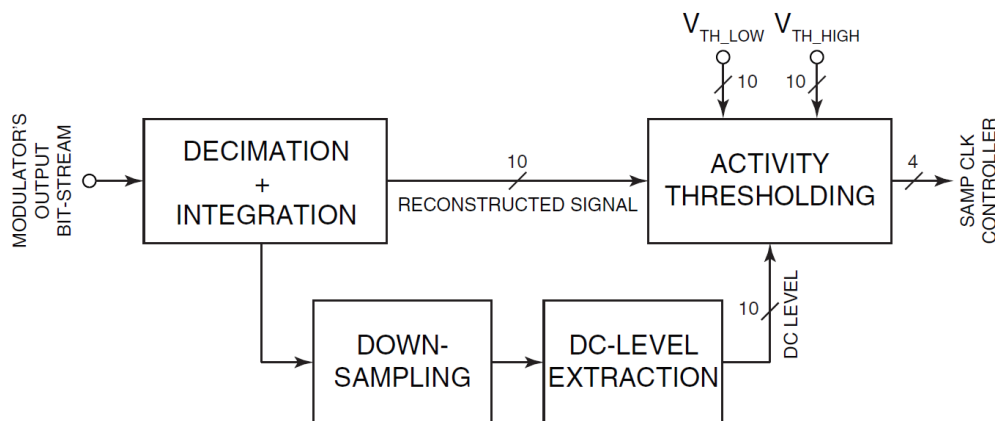 V_TH_LOW
V_TH_HIGH
10
10
MODULATOR'S
OUTPUT
BIT-STREAM
DECIMATION
+
INTEGRATION
10
RECONSTRUCTED SIGNAL
ACTIVITY
THRESHOLDING
4
SAMP CLK
CONTROLLER
DOWN-
SAMPLING
DC-LEVEL
EXTRACTION
10
DC LEVEL